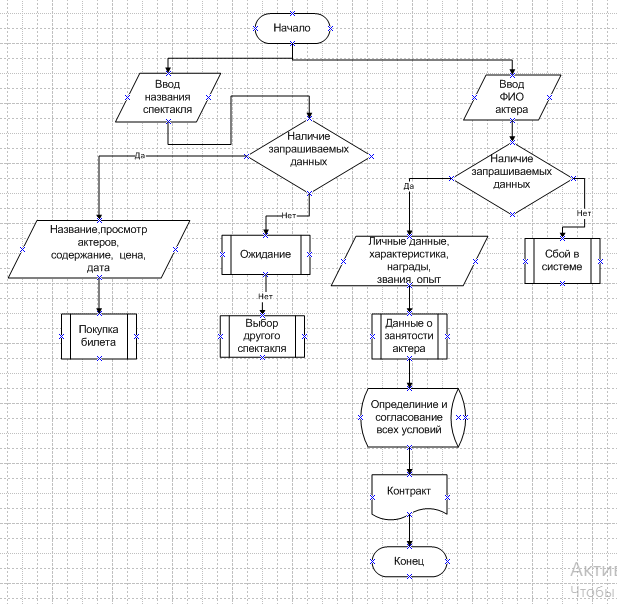 Начало
Ввод
названия
спектакля
Ввод
ФИО
актера
Наличие
запрашиваемых
данных
Наличие
запрашиваемых
данных
Да
Нет
Да
Нет
Название,просмотр
актеров,
содержание, цена,
дата
Ожидание
Личные данные,
характеристика,
награды,
звания, опыт
Сбой в
системе
Нет
Покупка
билета
Выбор
другого
спектакля
Данные о
занятости
актера
Определиние и
согласование
всех условий
Контракт
Конец
Чтобы